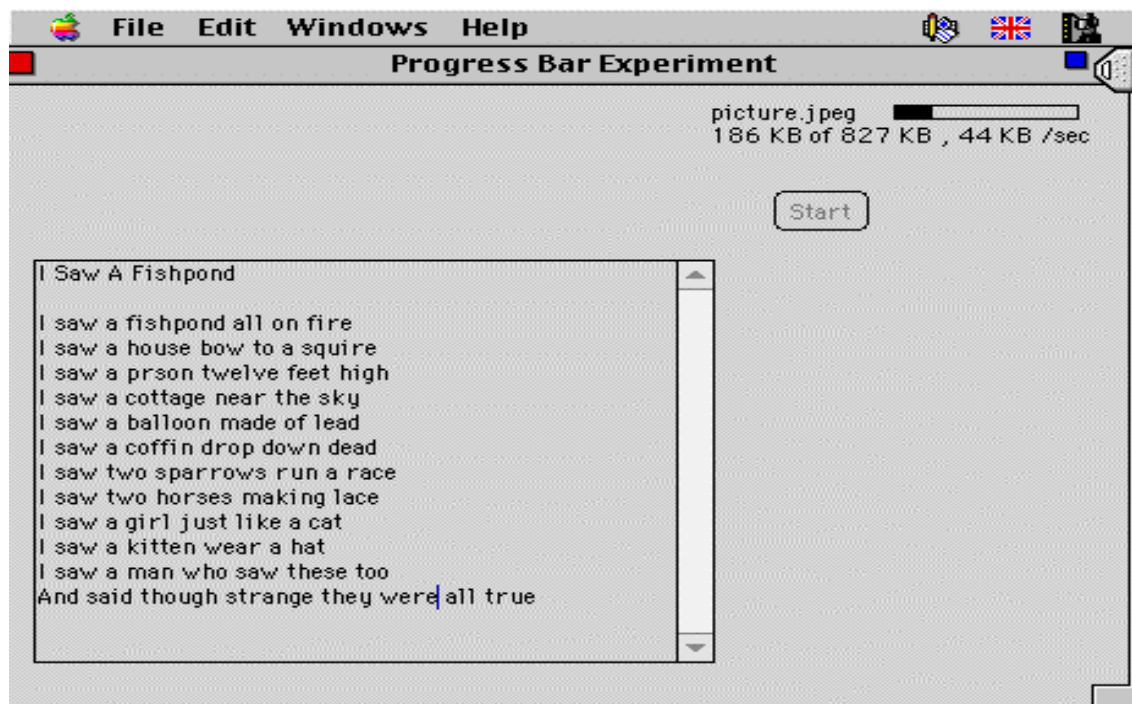 File Edit Windows Help
Progress Bar Experiment
picture.jpeg
186 KB of 827 KB , 44 KB /sec
Start
I Saw A Fishpond
I saw a fishpond all on fire
I saw a house bow to a squire
I saw a prson twelve feet high
I saw a cottage near the sky
I saw a balloon made of lead
I saw a coffin drop down dead
I saw two sparrows run a race
I saw two horses making lace
I saw a girl just like a cat
I saw a kitten wear a hat
I saw a man who saw these too
And said though strange they were all true